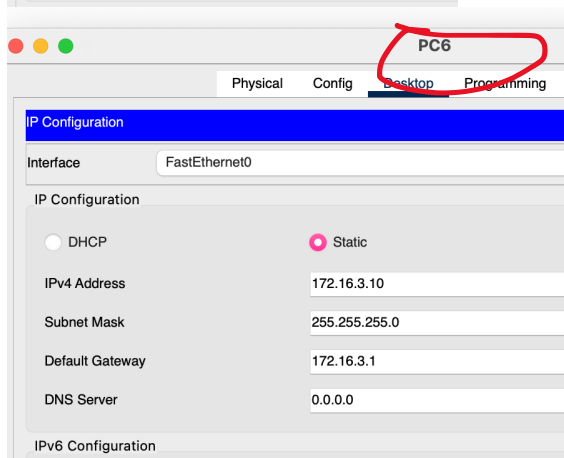 PC6
Physical Config Desktop Programming
IP Configuration
Interface FastEthernet0
IP Configuration
DHCP Static
IPv4 Address 172.16.3.10
Subnet Mask 255.255.255.0
Default Gateway 172.16.3.1
DNS Server 0.0.0.0
IPv6 Configuration